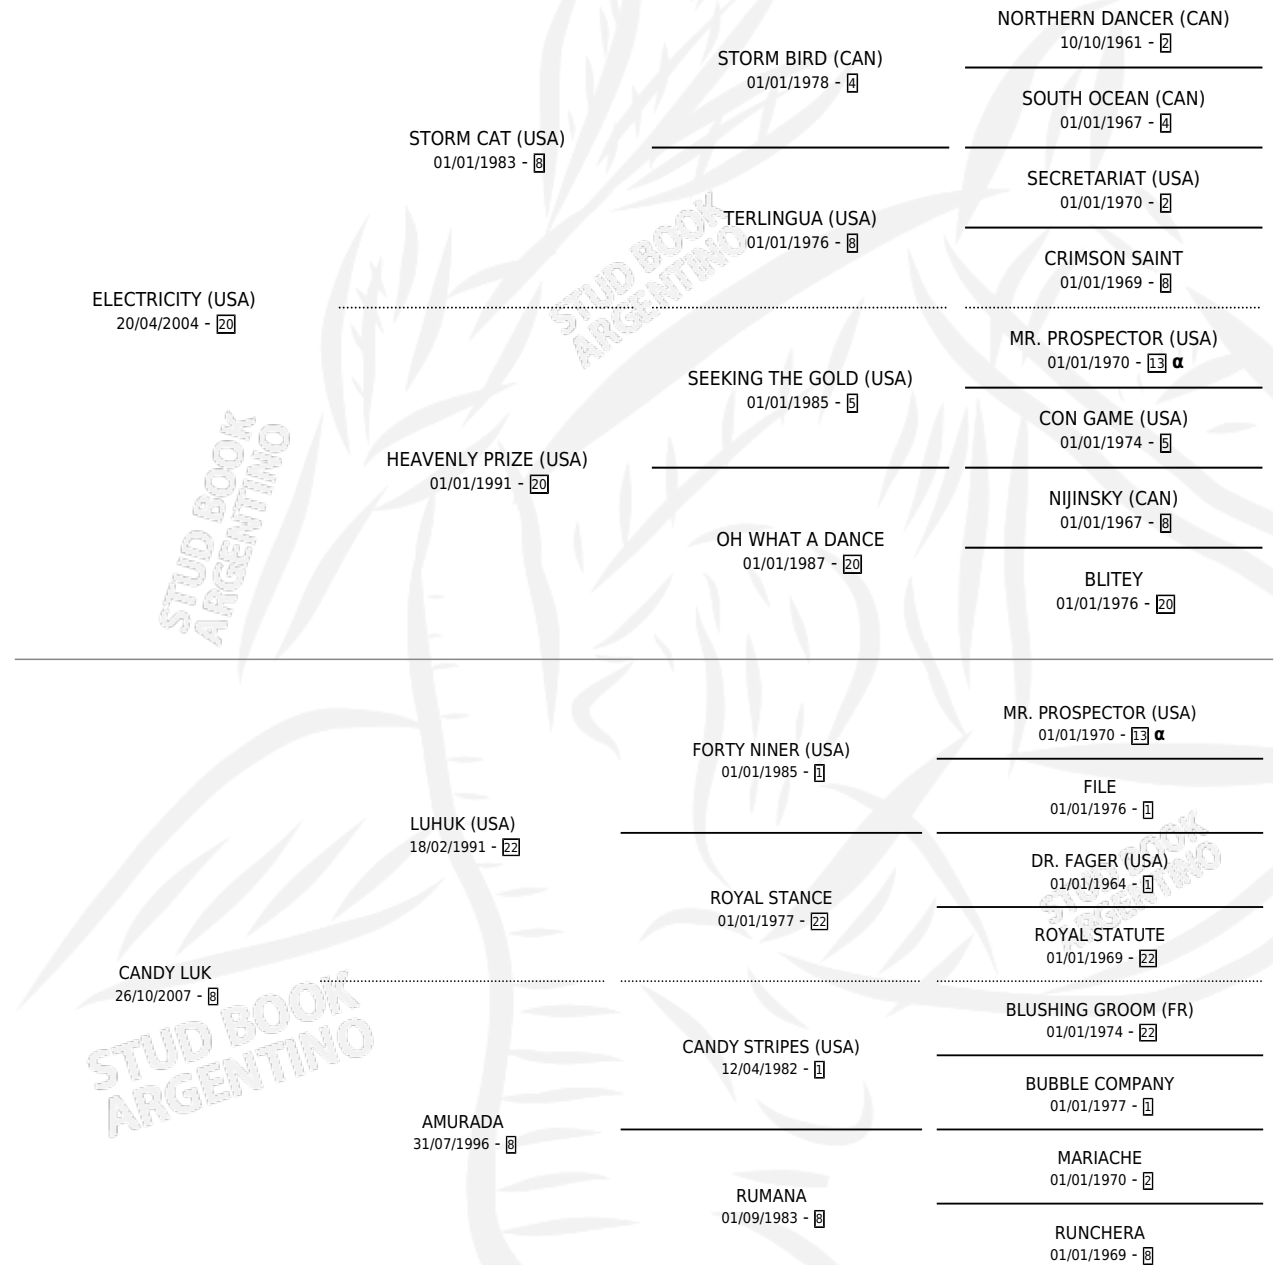 ELECTRICITY (USA)
20/04/2004 - 20
STORM CAT (USA)
01/01/1983 - 8
HEAVENLY PRIZE (USA)
01/01/1991 - 20
STORM BIRD (CAN)
01/01/1978 - 4
TERLINGUA (USA)
01/01/1976 - 8
SEEKING THE GOLD (USA)
01/01/1985 - 5
OH WHAT A DANCE
01/01/1987 - 20
NORTHERN DANCER (CAN)
10/10/1961 - 2
SOUTH OCEAN (CAN)
01/01/1967 - 4
SECRETARIAT (USA)
01/01/1970 - 2
CRIMSON SAINT
01/01/1969 - 8
MR. PROSPECTOR (USA)
01/01/1970 - 13 α
CON GAME (USA)
01/01/1974 - 5
NIJINSKY (CAN)
01/01/1967 - 8
BLITEY
01/01/1976 - 20
CANDY LUK
26/10/2007 - 8
LUHUK (USA)
18/02/1991 - 22
AMURADA
31/07/1996 - 8
FORTY NINER (USA)
01/01/1985 - 1
ROYAL STANCE
01/01/1977 - 22
CANDY STRIPES (USA)
12/04/1982 - 1
RUMANA
01/09/1983 - 8
MR. PROSPECTOR (USA)
01/01/1970 - 13 α
FILE
01/01/1976 - 1
DR. FAGER (USA)
01/01/1964 - 1
ROYAL STATUTE
01/01/1969 - 22
BLUSHING GROOM (FR)
01/01/1974 - 22
BUBBLE COMPANY
01/01/1977 - 1
MARIACHE
01/01/1970 - 2
RUNCHERA
01/01/1969 - 8
STUD BOOK
ARGENTINO
STUD BOOK
ARGENTINO
STUD BOOK
ARGENTINO
STUD BOOK
ARGENTINO